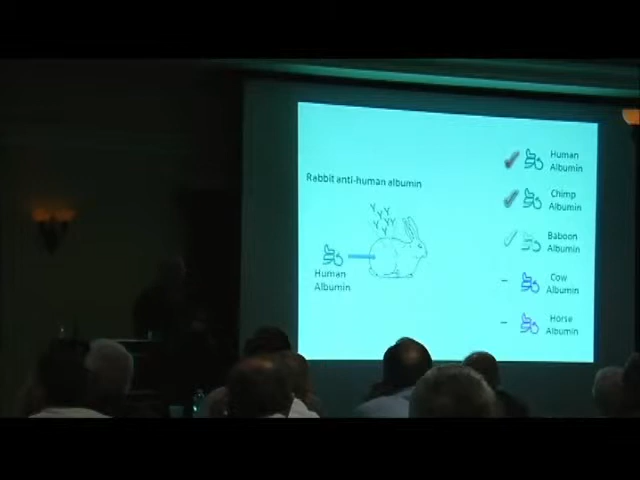 Rabbit anti-human albumin
Human
Albumin
Human
Albumin
Chimp
Albumin
Baboon
Albumin
Cow
Albumin
Horse
Albumin